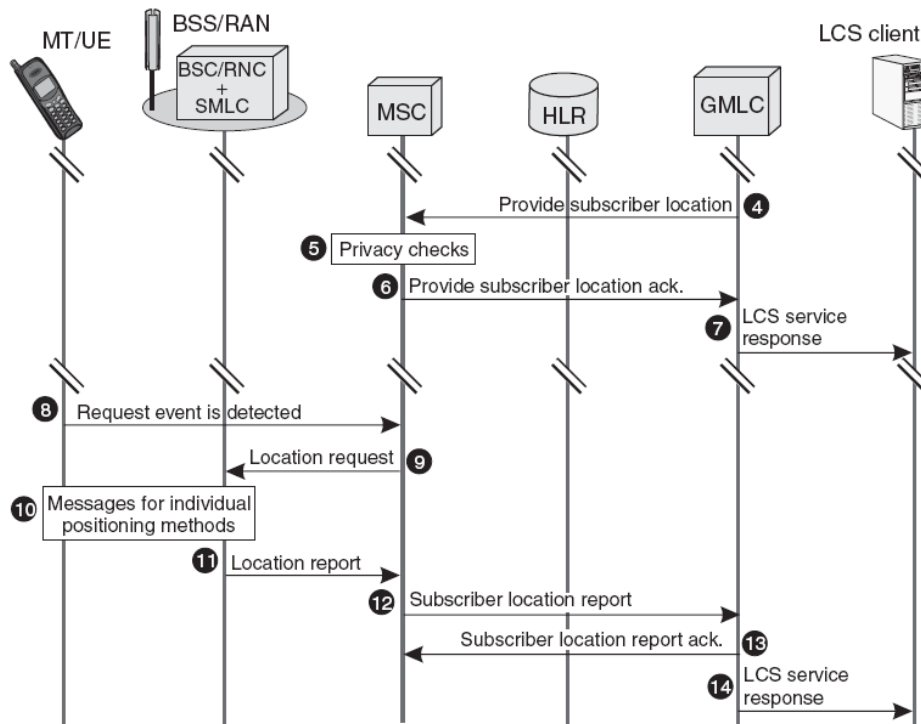 MT/UE
BSS/RAN
BSC/RNC
+
SMLC
MSC
HLR
GMLC
LCS client
Provide subscriber location 4
5 Privacy checks
6 Provide subscriber location ack.
7 LCS service
response
8 Request event is detected
Location request 9
10 Messages for individual
positioning methods
11 Location report
12 Subscriber location report
Subscriber location report ack. 13
14 LCS service
response